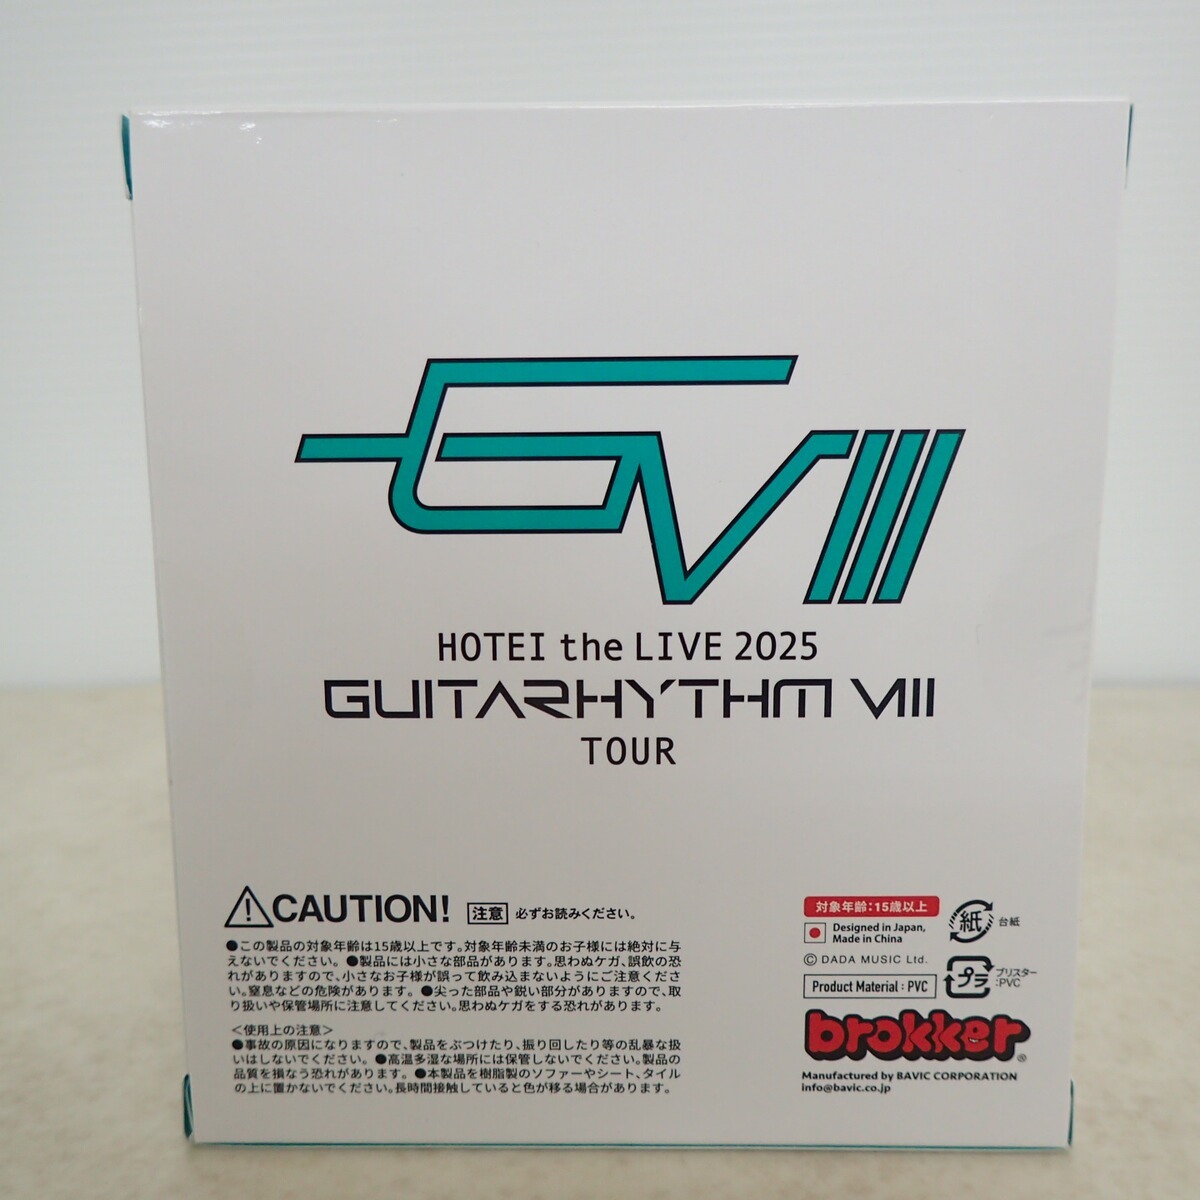 GVIII
HOTEI the LIVE 2025
GUITARHYTHM VIII
TOUR
CAUTION! 注意 必ずお読みください。
●この製品の対象年齢は15歳以上です。対象年齢未満のお子様には絶対に与
えないでください。 ●製品には小さな部品があります。思わぬケガ、誤飲の恐
れがありますので、小さなお子様が誤って飲み込まないようにご注意くださ
い。窒息などの危険があります。 ●尖った部品や鋭い部分がありますので、取
り扱いや保管場所に注意してください。思わぬケガをする恐れがあります。
＜使用上の注意＞
●事故の原因になりますので、製品をぶつけたり、振り回したり等の乱暴な扱
いはしないでください。 ●高温多湿な場所には保管しないでください。製品の
品質を損なう恐れがあります。 ●本製品を樹脂製のソファーやシート、タイル
の上に置かないでください。長時間接触していると色が移る場合があります。
対象年齢:15歳以上
Designed in Japan,
Made in China
© DADA MUSIC Ltd.
Product Material : PVC
紙 台紙
プラ ブリスター
:PVC
brokker®
Manufactured by BAVIC CORPORATION
info@bavic.co.jp